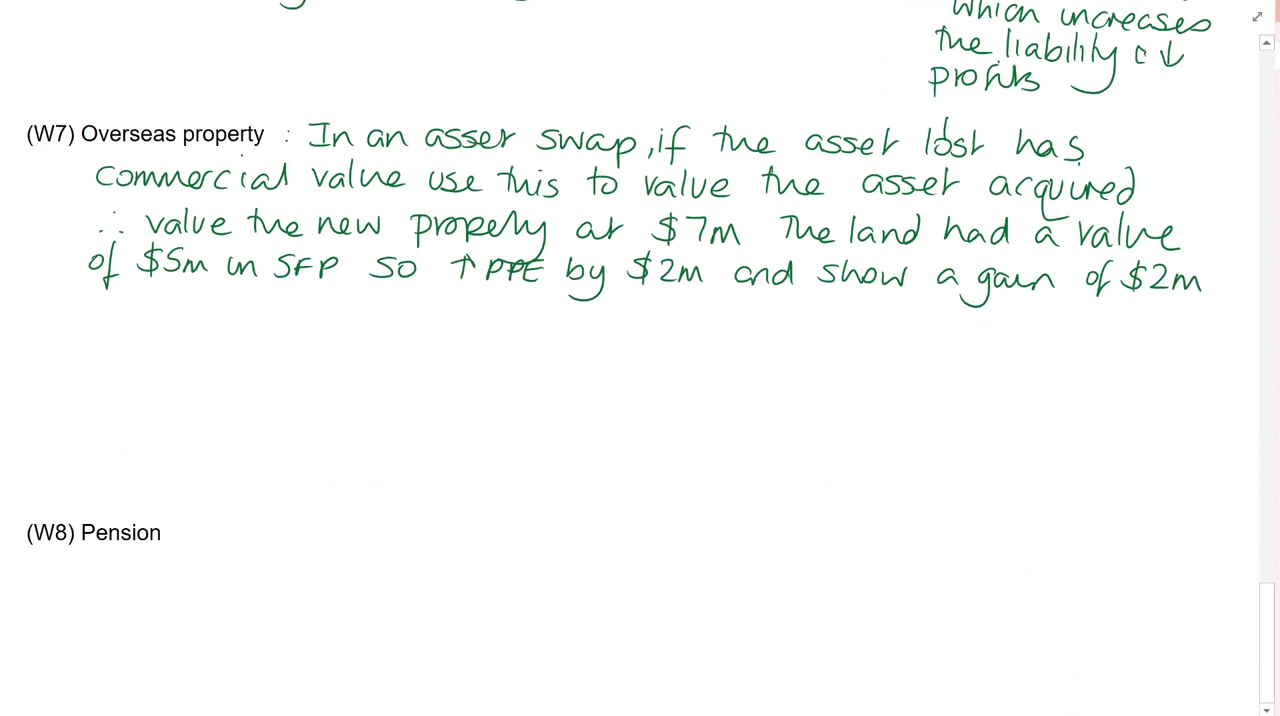 which increases
the liability & ↓
profits
(W7) Overseas property : In an asset swap, if the asset lost has
commercial value use this to value the asset acquired
∴ value the new property at $7m The land had a value
of $5m in SFP so ↑ PPE by $2m and show a gain of $2m
(W8) Pension